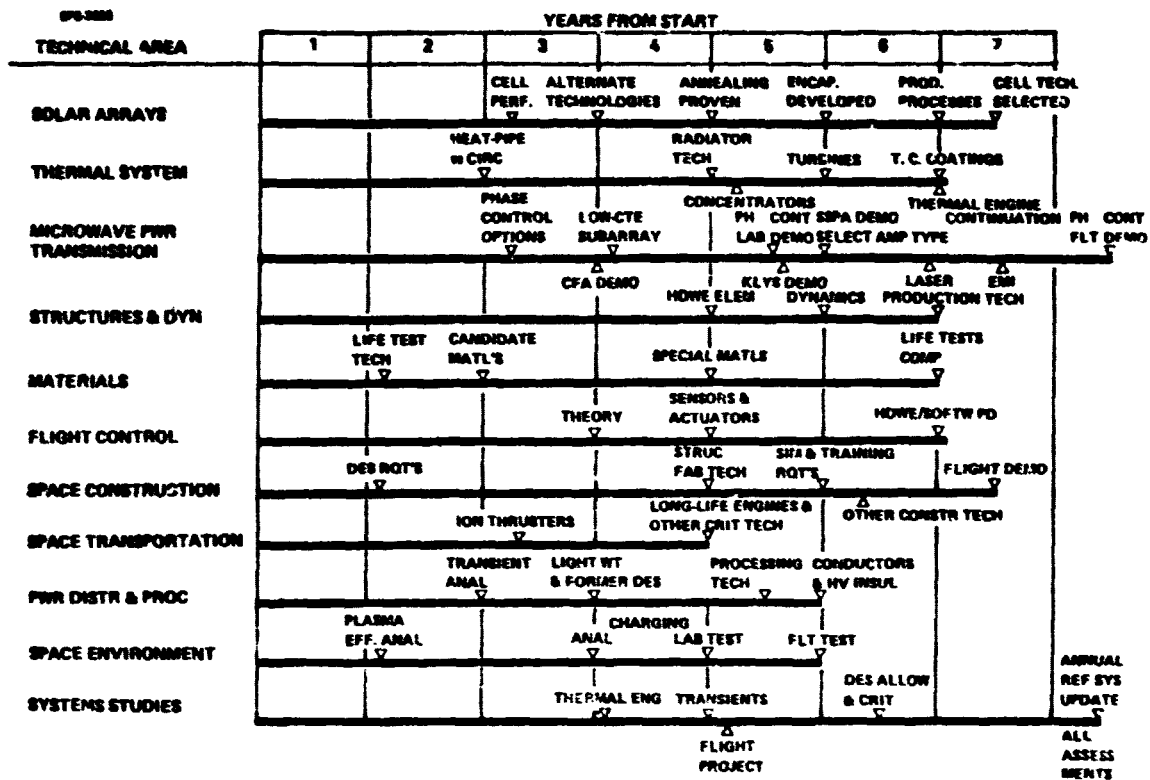 YEARS FROM START
TECHNICAL AREA 1 2 3 4 5 6 7
CELL ALTERNATE ANNEALING ENCAP. PROD. CELL TECH.
PERF. TECHNOLOGIES PROVEN DEVELOPED PROCESSES SELECTED
SOLAR ARRAYS
HEAT-PIPE RADIATOR
CIRC TECH TURBINES T. C. COATINGS
THERMAL SYSTEM
CONCENTRATORS THERMAL ENGINE
PHASE
CONTROL LOW-CTE PH CONT SSPA DEMO CONTINUATION PH CONT
OPTIONS SUBARRAY LAB DEMO SELECT AMP TYPE FLT DEMO
MICROWAVE PWR
TRANSMISSION
CFA DEMO KLYS DEMO LASER EMI
HDWE ELEM DYNAMICS PRODUCTION TECH
STRUCTURES & DYN
LIFE TEST CANDIDATE LIFE TESTS
TECH MATL'S SPECIAL MATLS COMP
MATERIALS
SENSORS &
THEORY ACTUATORS HDWE/SOFTW PD
FLIGHT CONTROL
STRUC SIM & TRAINING
DES RQT'S FAB TECH RQT'S FLIGHT DEMO
SPACE CONSTRUCTION
LONG-LIFE ENGINES & OTHER CONSTR TECH
ION THRUSTERS OTHER CRIT TECH
SPACE TRANSPORTATION
TRANSIENT LIGHT WT PROCESSING CONDUCTORS
ANAL & FORMER DES TECH & HV INSUL
PWR DISTR & PROC
PLASMA CHARGING
EFF. ANAL ANAL LAB TEST FLT TEST
SPACE ENVIRONMENT
ANNUAL
DES ALLOW REF SYS
THERMAL ENG TRANSIENTS & CRIT UPDATE
SYSTEMS STUDIES
FLIGHT ALL
PROJECT ASSESS
MENTS